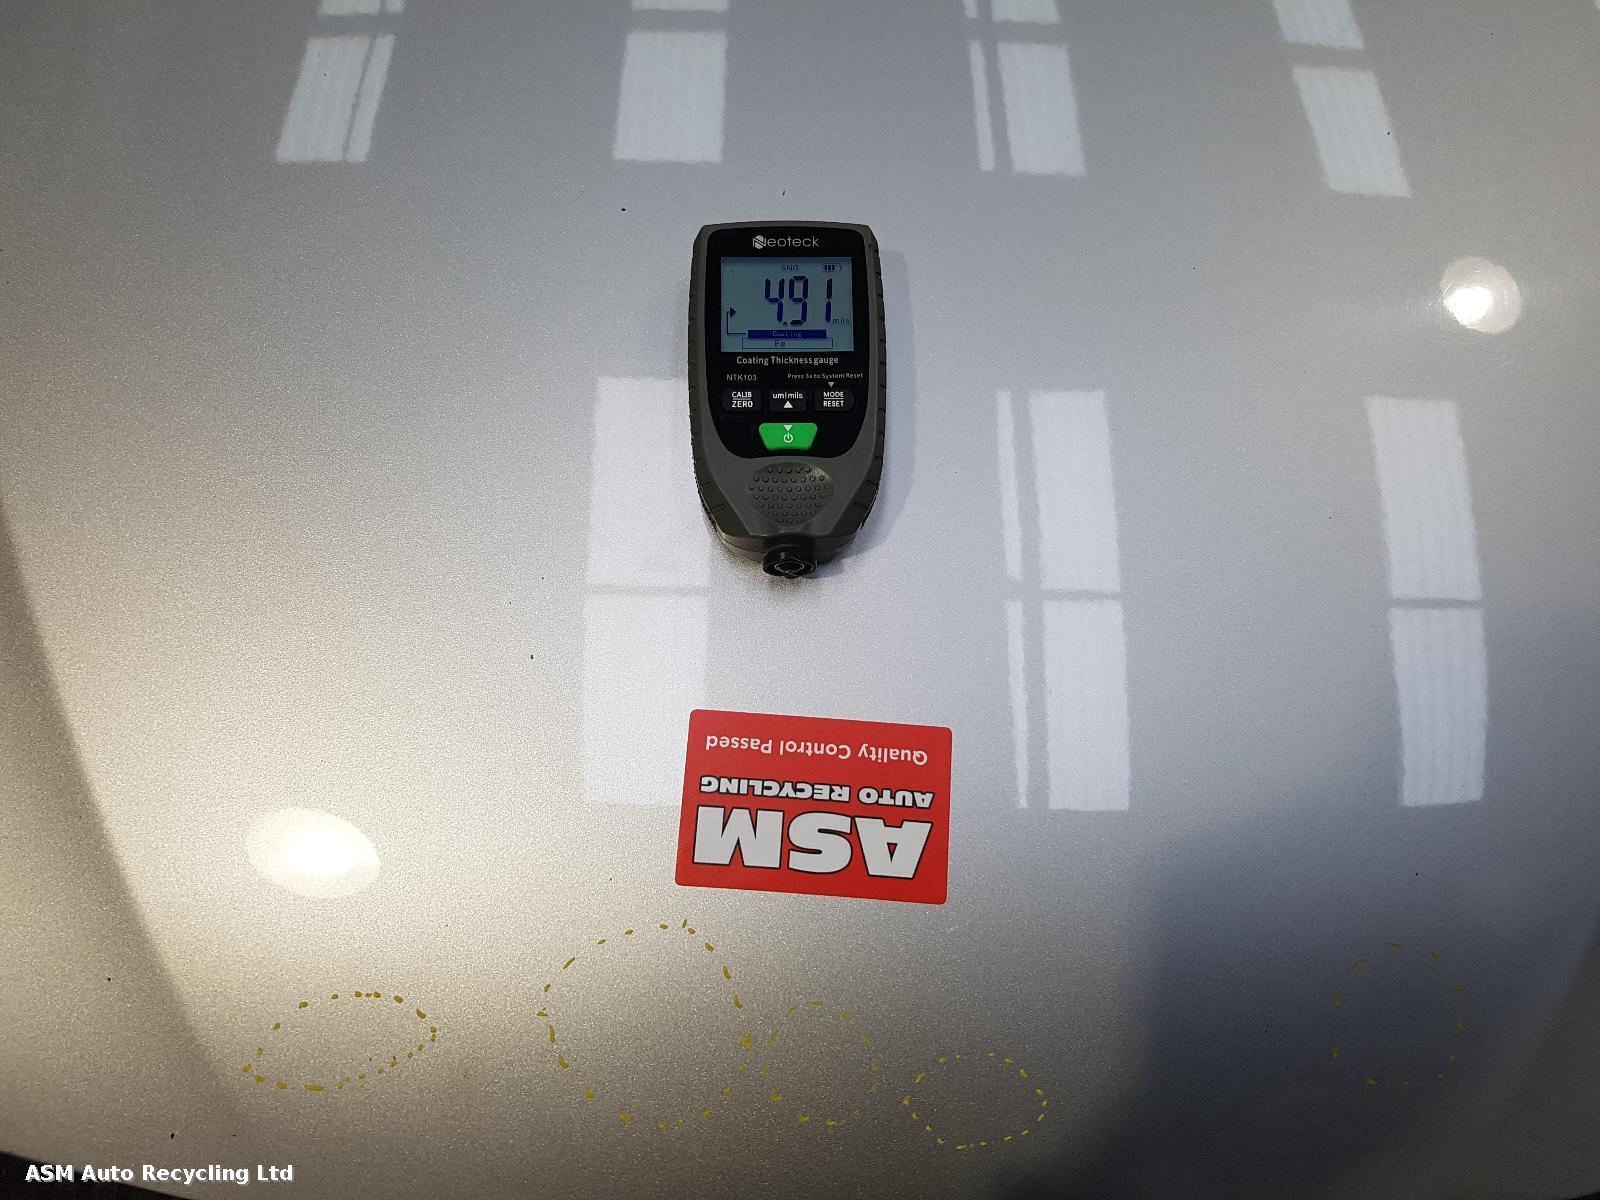 Neoteck
SNG
4.91 mils
Coating
Fe
Coating Thickness gauge
NTK103 Press 3s to System Reset
CALIB um|mils MODE
ZERO RESET
ASM
AUTO RECYCLING
Quality Control Passed
ASM Auto Recycling Ltd